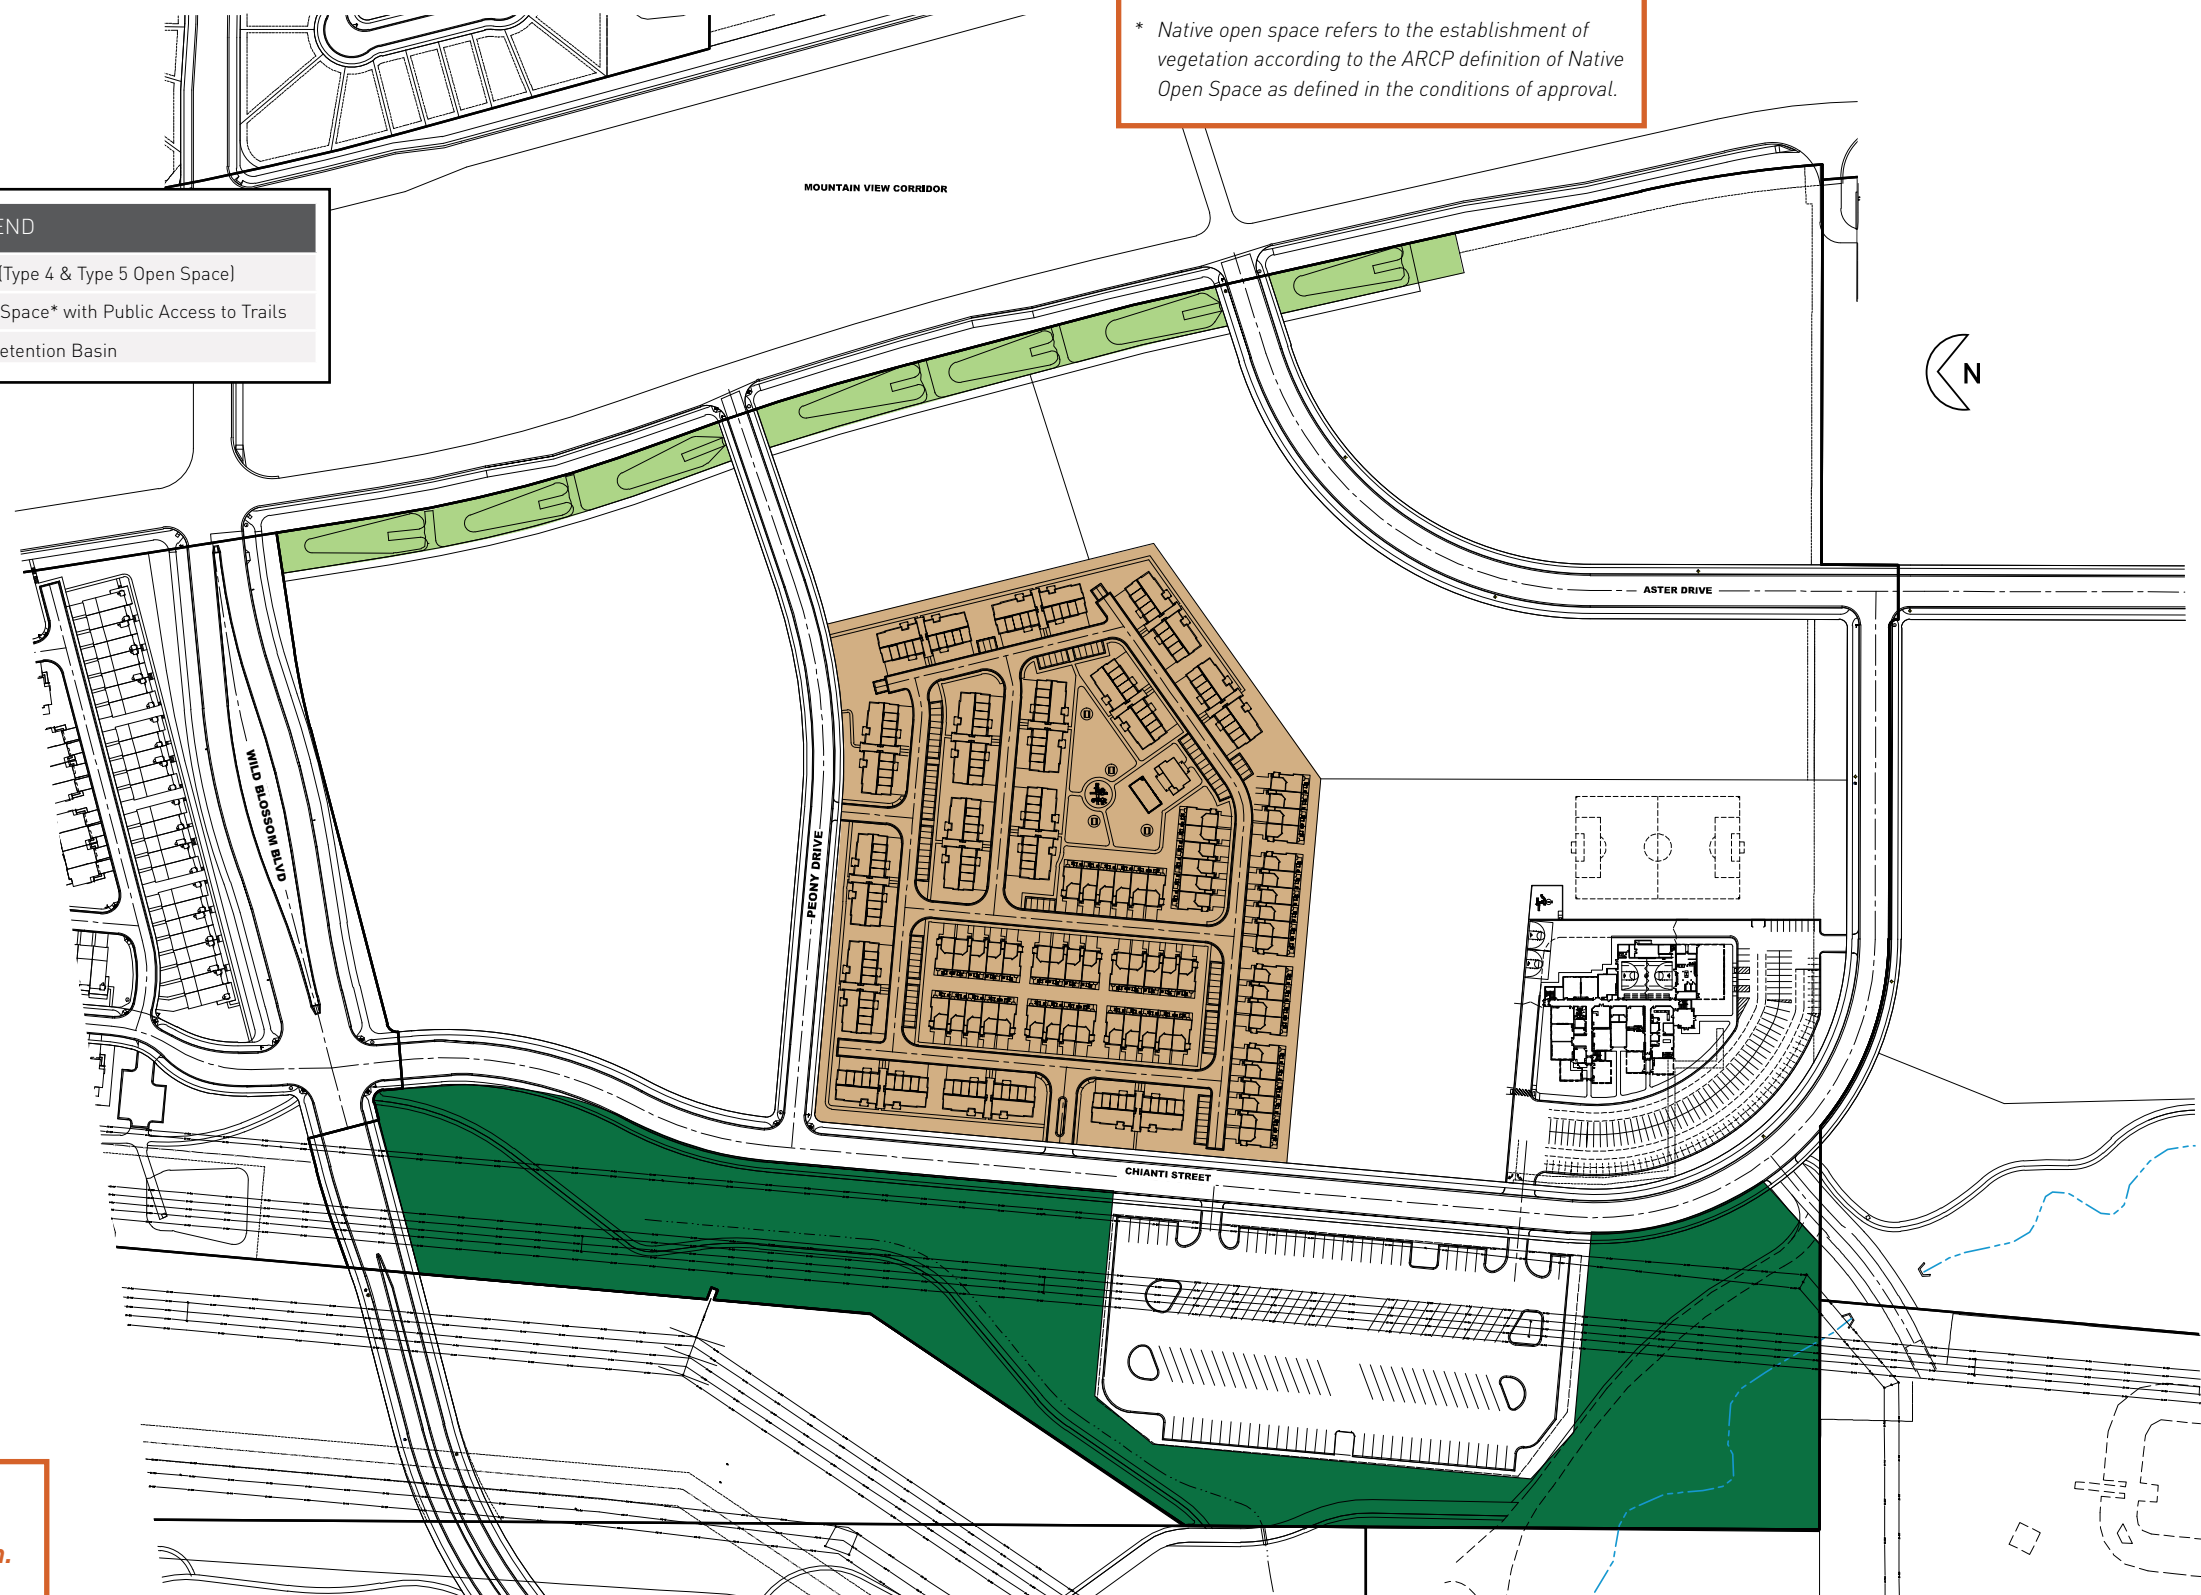 * Native open space refers to the establishment of
vegetation according to the ARCP definition of Native
Open Space as defined in the conditions of approval.
MOUNTAIN VIEW CORRIDOR
END
(Type 4 & Type 5 Open Space)
Space* with Public Access to Trails
etention Basin
N
ASTER DRIVE
WILD BLOSSOM BLVD
PEONY DRIVE
CHIANTI STREET